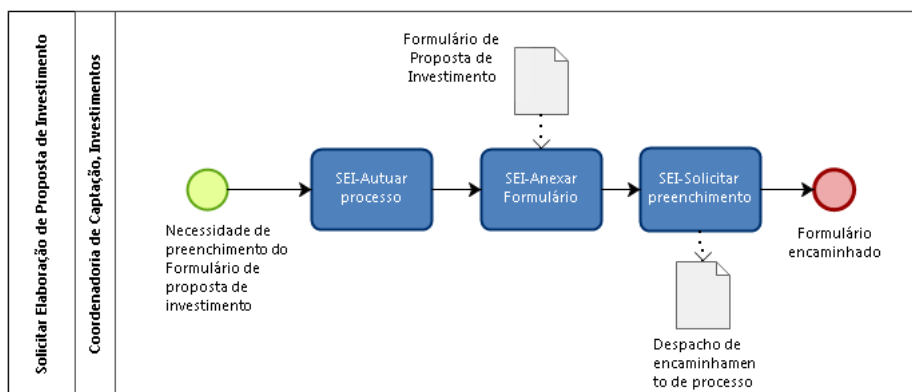 Solicitar Elaboração de Proposta de Investimento
Coordenadoria de Captação, Investimentos
Formulário de
Proposta de
Investimento
SEI-Autuar
processo
SEI-Anexar
Formulário
SEI-Solicitar
preenchimento
Necessidade de
preenchimento do
Formulário de
proposta de
investimento
Formulário
encaminhado
Despacho de
encaminhamen
to de processo